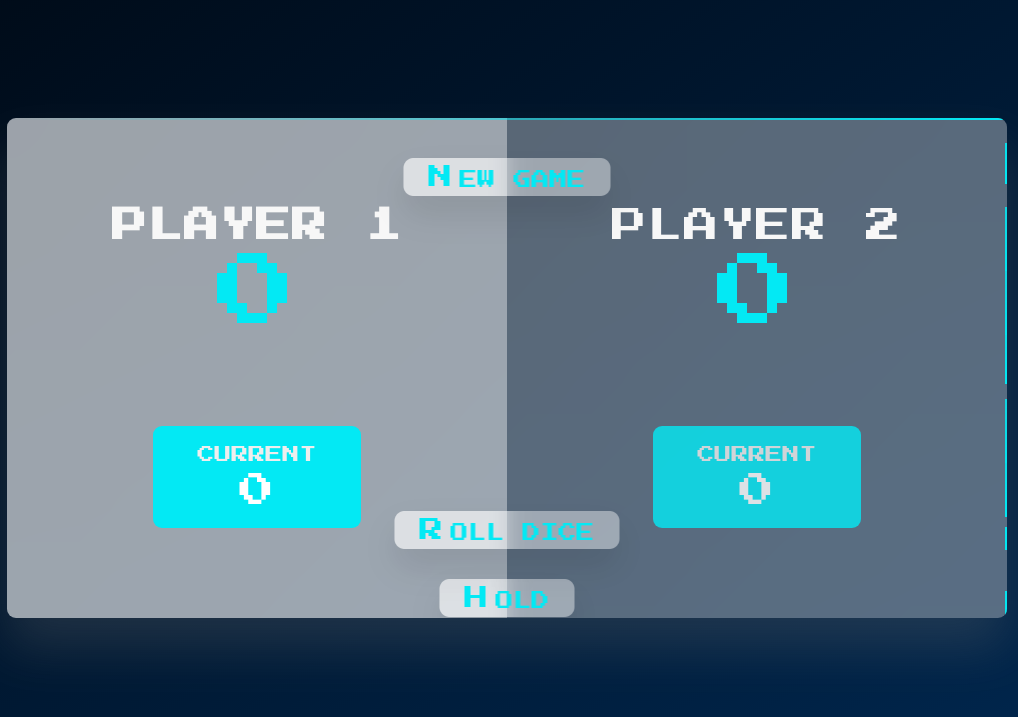 New game
PLAYER 1
PLAYER 2
0
0
CURRENT
0
CURRENT
0
Roll dice
Hold